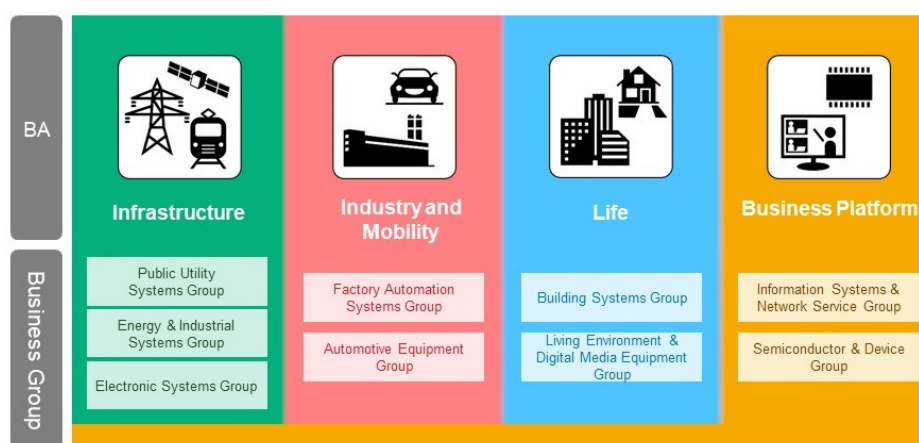 BA
Infrastructure
Industry and
Mobility
Life
Business Platform
Business Group
Public Utility
Systems Group
Energy & Industrial
Systems Group
Electronic Systems Group
Factory Automation
Systems Group
Automotive Equipment
Group
Building Systems Group
Living Environment &
Digital Media Equipment
Group
Information Systems &
Network Service Group
Semiconductor & Device
Group